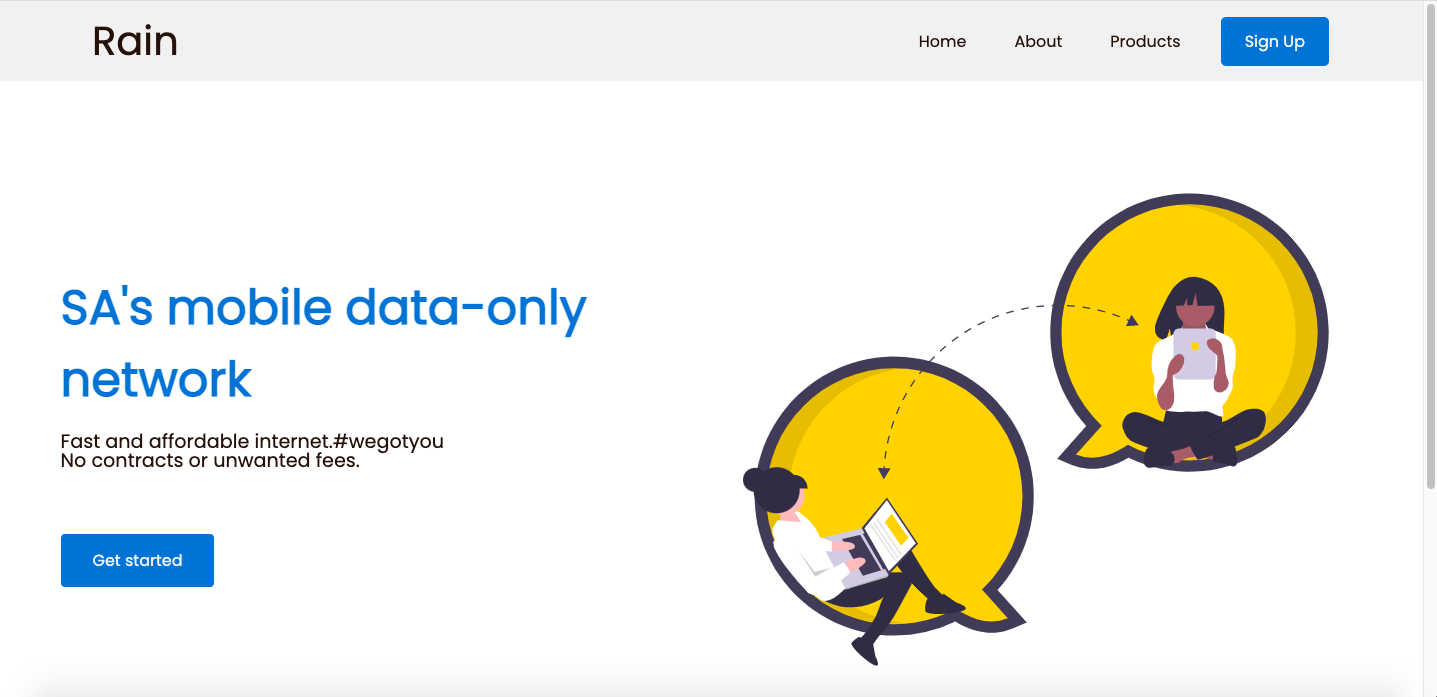 Rain
Home
About
Products
Sign Up
SA's mobile data-only
network
Fast and affordable internet.#wegotyou
No contracts or unwanted fees.
Get started